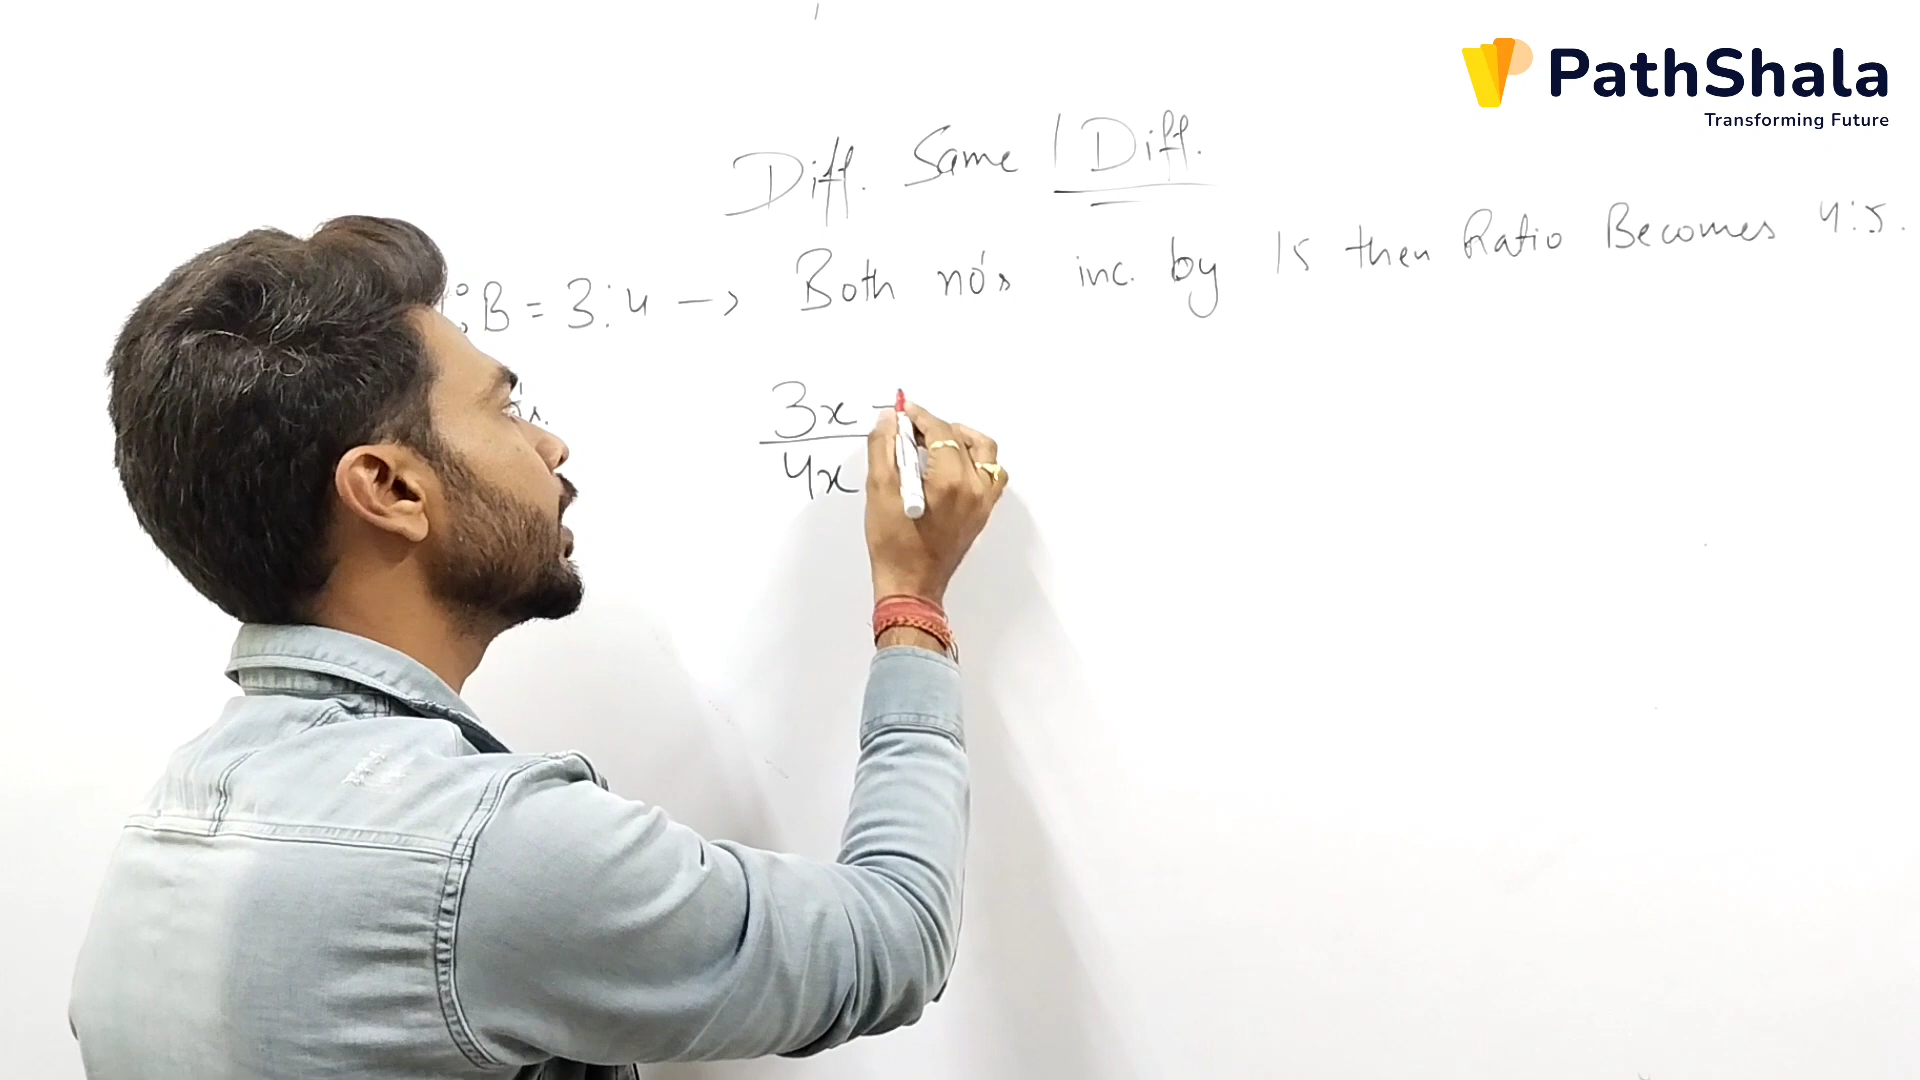 PathShala
Transforming Future
Diff. Same / Diff.
: B = 3:4 → Both no's inc. by 15 then Ratio Becomes 4:5.
3x
4x